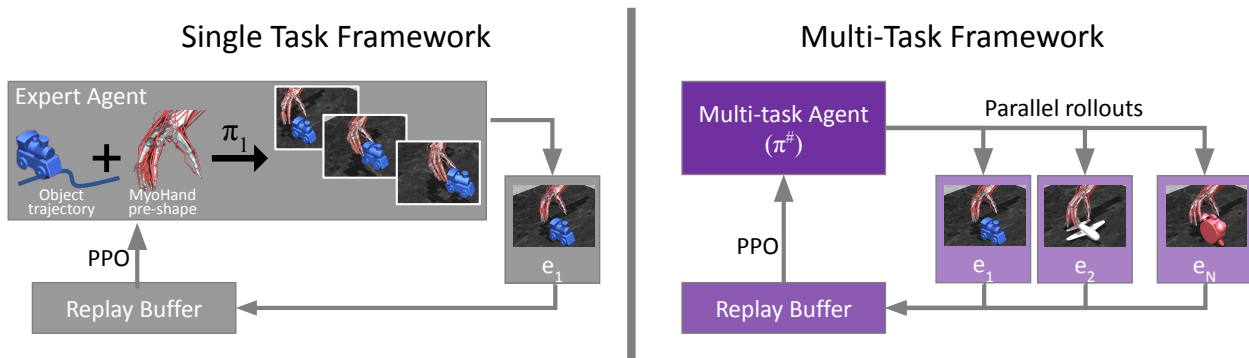 Single Task Framework
Expert Agent
π₁
Object
trajectory
MyoHand
pre-shape
PPO
e₁
Replay Buffer
Multi-Task Framework
Multi-task Agent
(π^#)
Parallel rollouts
e₁
e₂
e_N
PPO
Replay Buffer